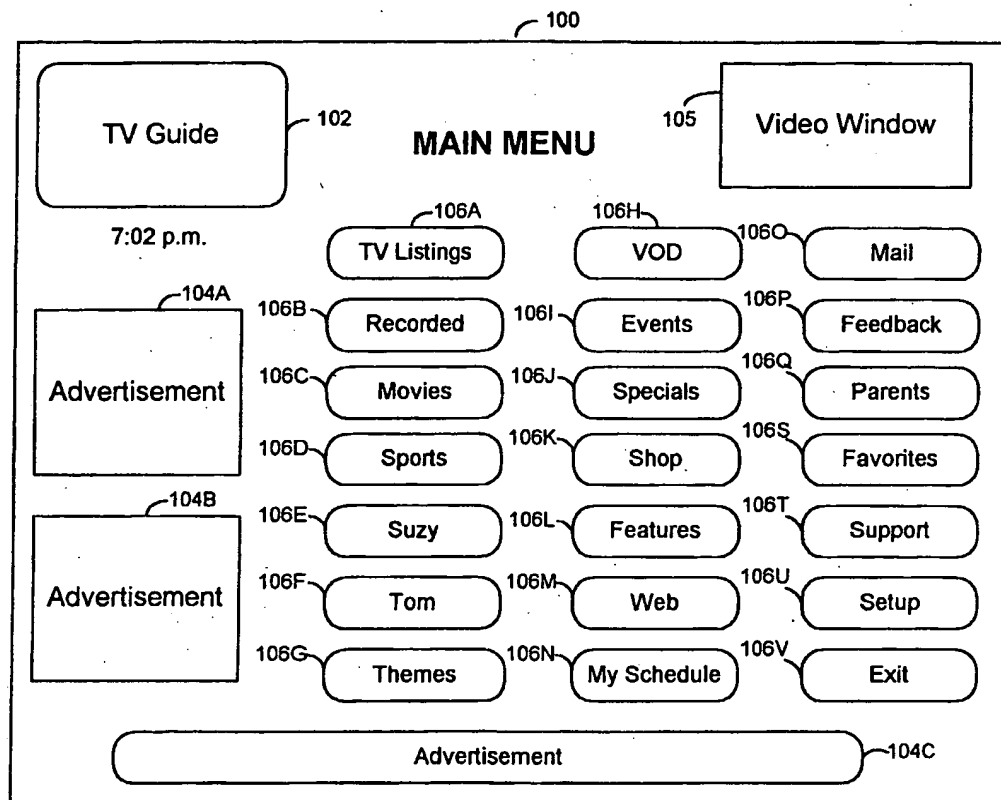 100
TV Guide
102
MAIN MENU
105
Video Window
7:02 p.m.
106A
TV Listings
106H
VOD
106O
Mail
104A
Advertisement
106B
Recorded
106I
Events
106P
Feedback
106C
Movies
106J
Specials
106Q
Parents
106D
Sports
106K
Shop
106S
Favorites
104B
Advertisement
106E
Suzy
106L
Features
106T
Support
106F
Tom
106M
Web
106U
Setup
106G
Themes
106N
My Schedule
106V
Exit
Advertisement
104C